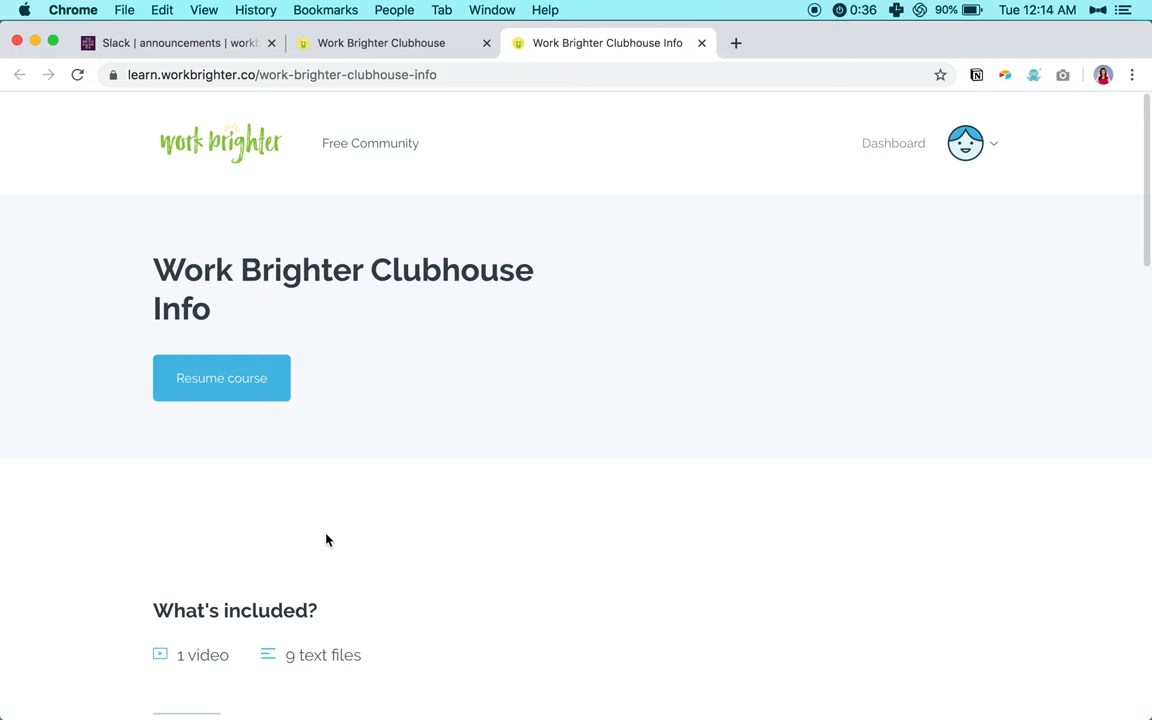 Chrome File Edit View History Bookmarks People Tab Window Help 0:36 90% Tue 12:14 AM
Slack | announcements | work Work Brighter Clubhouse Work Brighter Clubhouse Info
learn.workbrighter.co/work-brighter-clubhouse-info
work brighter Free Community Dashboard
Work Brighter Clubhouse
Info
Resume course
What's included?
1 video 9 text files